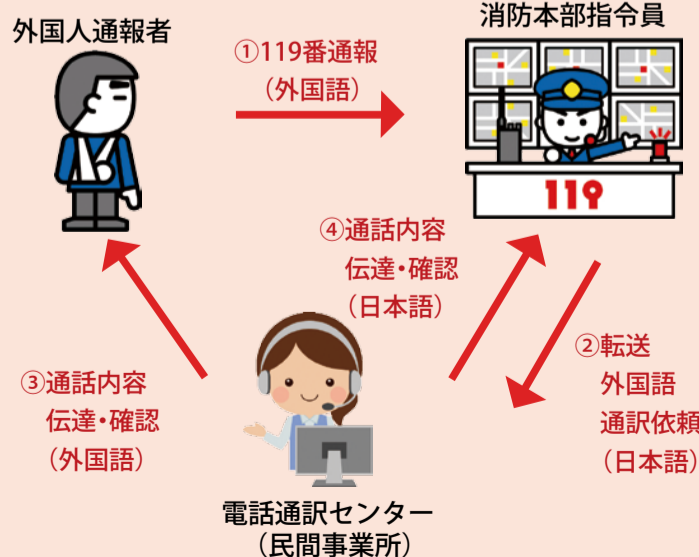 外国人通報者
消防本部指令員
①119番通報
（外国語）
119
④通話内容
伝達・確認
（日本語）
②転送
外国語
通訳依頼
（日本語）
③通話内容
伝達・確認
（外国語）
電話通訳センター
（民間事業所）